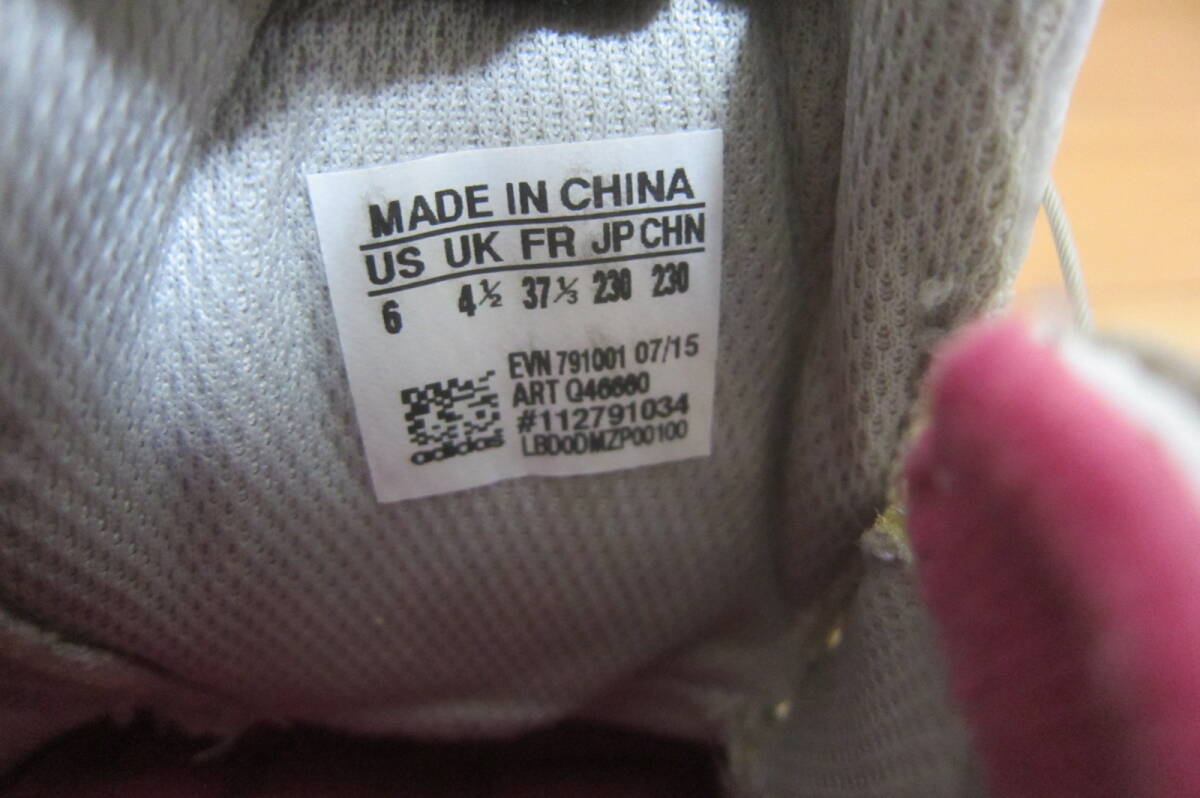 MADE IN CHINA
US UK FR JP CHN
6 4½ 37⅓ 230 230
EVN 791001 07/15
ART Q46660
#112791034
LBD0DMZP00100
adidas